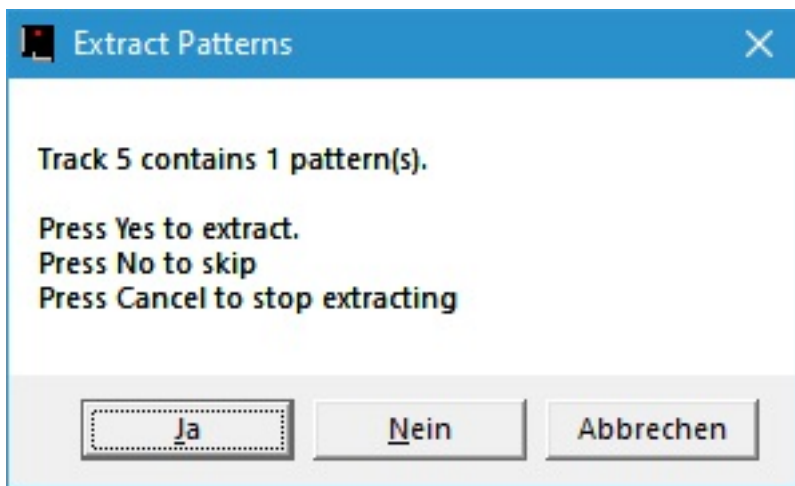 Extract Patterns
Track 5 contains 1 pattern(s).
Press Yes to extract.
Press No to skip
Press Cancel to stop extracting
Ja
Nein
Abbrechen